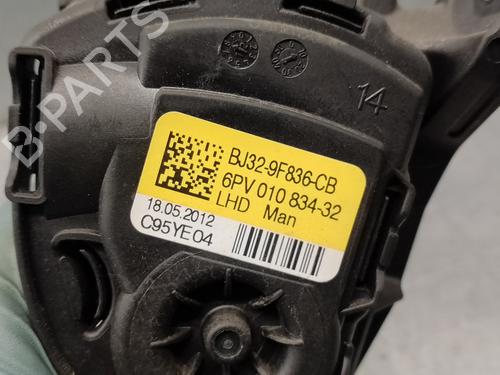 B-PARTS
14
BJ32-9F836-CB
6PV 010 834-32
LHD Man
18.05.2012
C95YE04